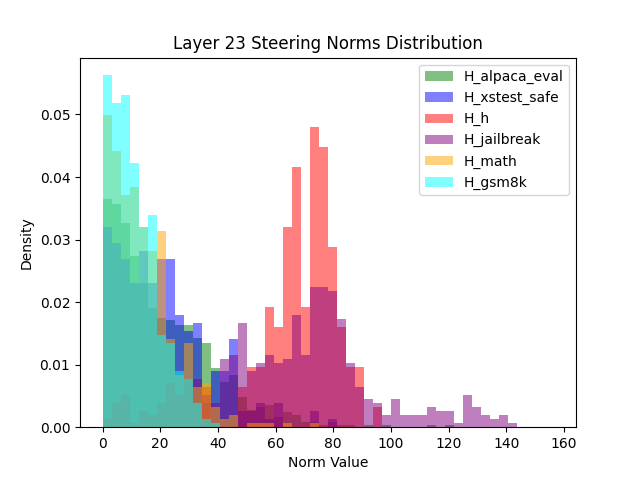 Layer 23 Steering Norms Distribution
H_alpaca_eval
H_xstest_safe
H_h
H_jailbreak
H_math
H_gsm8k
Density
0.05
0.04
0.03
0.02
0.01
0.00
0 20 40 60 80 100 120 140 160
Norm Value